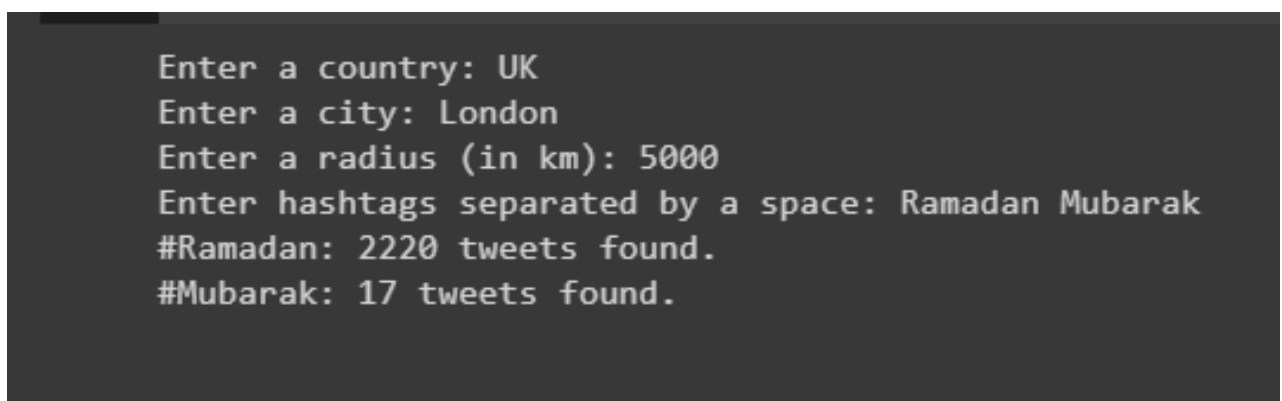 Enter a country: UK
Enter a city: London
Enter a radius (in km): 5000
Enter hashtags separated by a space: Ramadan Mubarak
#Ramadan: 2220 tweets found.
#Mubarak: 17 tweets found.